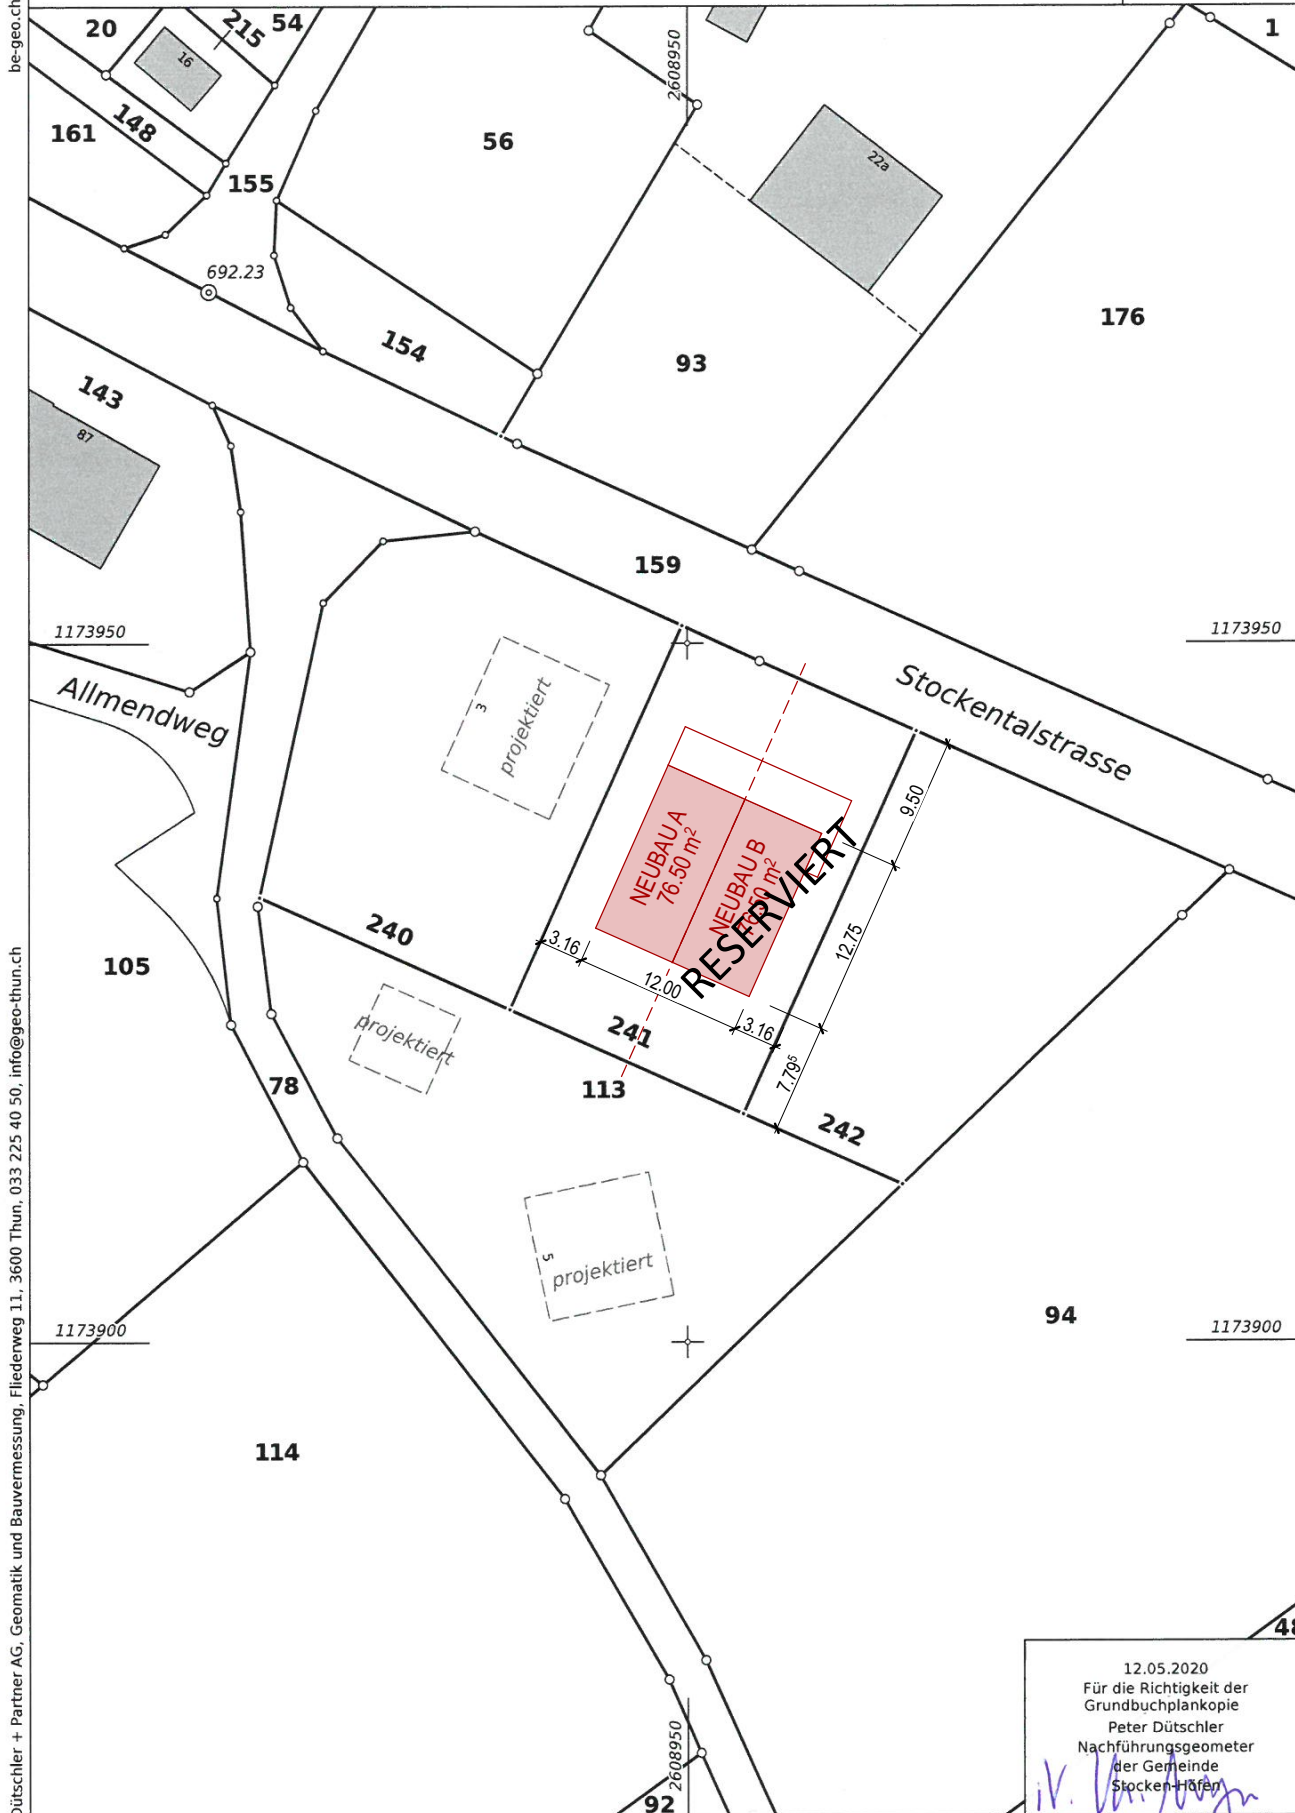 be-geo.ch
20
215
54
16
148
161
155
56
2608950
22a
1
692.23
154
93
176
143
87
159
1173950
1173950
Allmendweg
Stockentalstrasse
3
projektiert
NEUBAU A
76.50 m²
NEUBAU B
76.50 m²
RESERVIERT
9.50
12.75
7.79⁵
3.16
12.00
3.16
240
241
242
105
projektiert
78
113
5
projektiert
94
1173900
1173900
114
2608950
92
48
Dütschler + Partner AG, Geomatik und Bauvermessung, Fliederweg 11, 3600 Thun, 033 225 40 50, info@geo-thun.ch
12.05.2020
Für die Richtigkeit der
Grundbuchplankopie
Peter Dütschler
Nachführungsgeometer
der Gemeinde
Stocken-Höfen